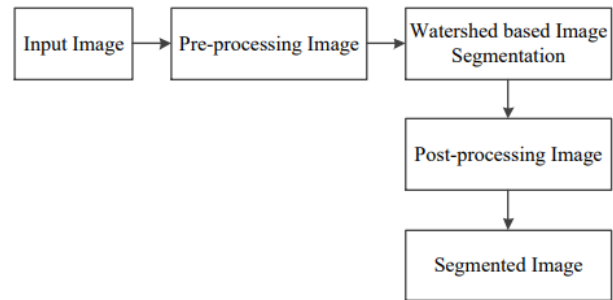 Input Image
Pre-processing Image
Watershed based Image
Segmentation
Post-processing Image
Segmented Image